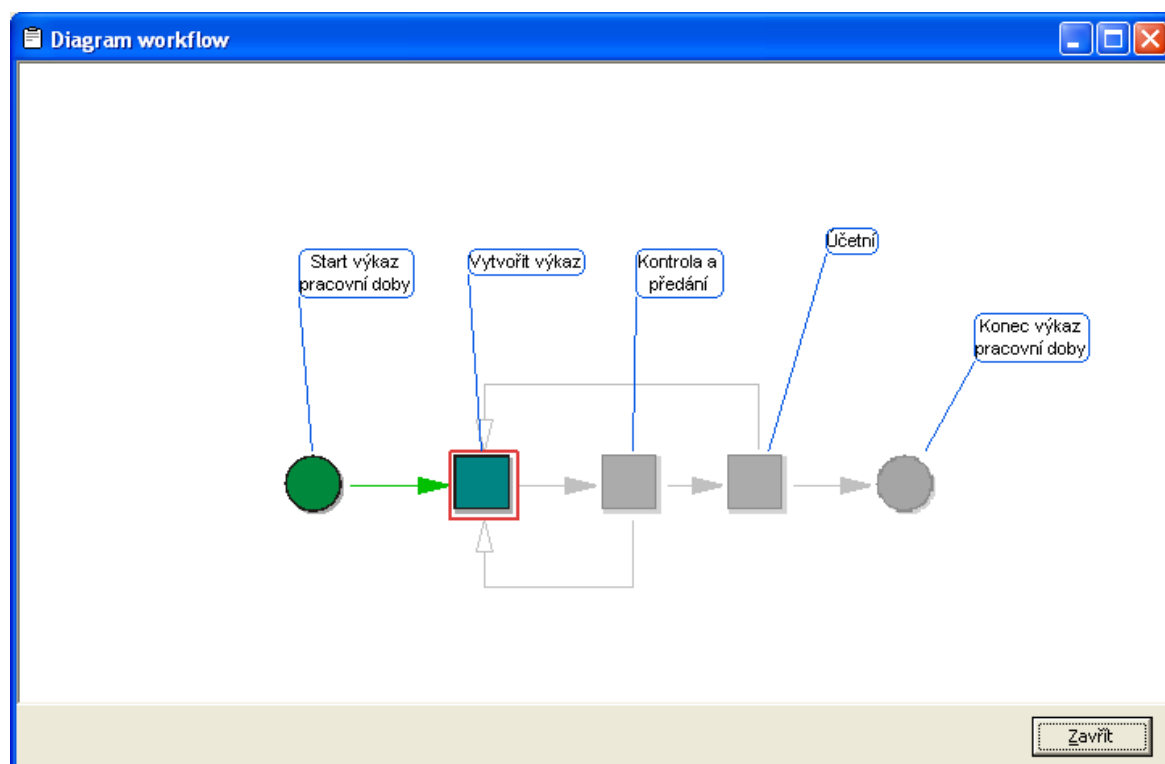 Diagram workflow
Účetní
Start výkaz
pracovní doby
Vytvořit výkaz
Kontrola a
předání
Konec výkaz
pracovní doby
Zavřít